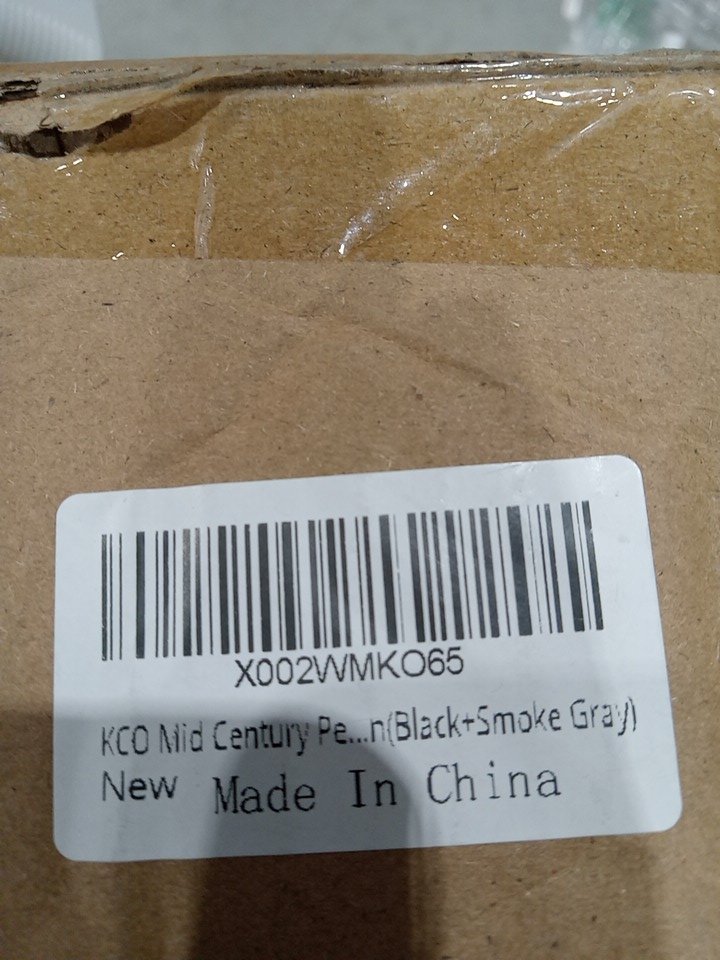 X002WMKO65
KCO Mid Century Pe...n(Black+Smoke Gray)
New Made In China